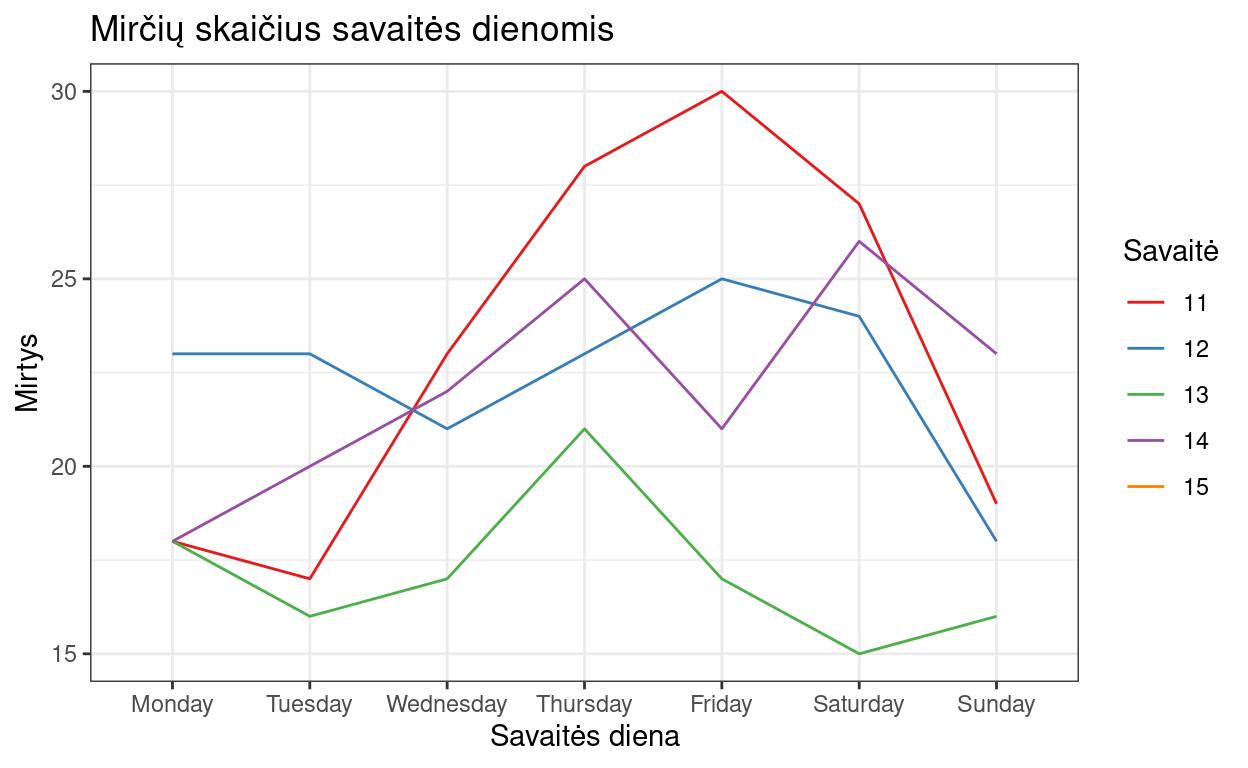 Mirčių skaičius savaitės dienomis
Mirtys
30
25
20
15
Monday Tuesday Wednesday Thursday Friday Saturday Sunday
Savaitės diena
Savaitė
11
12
13
14
15